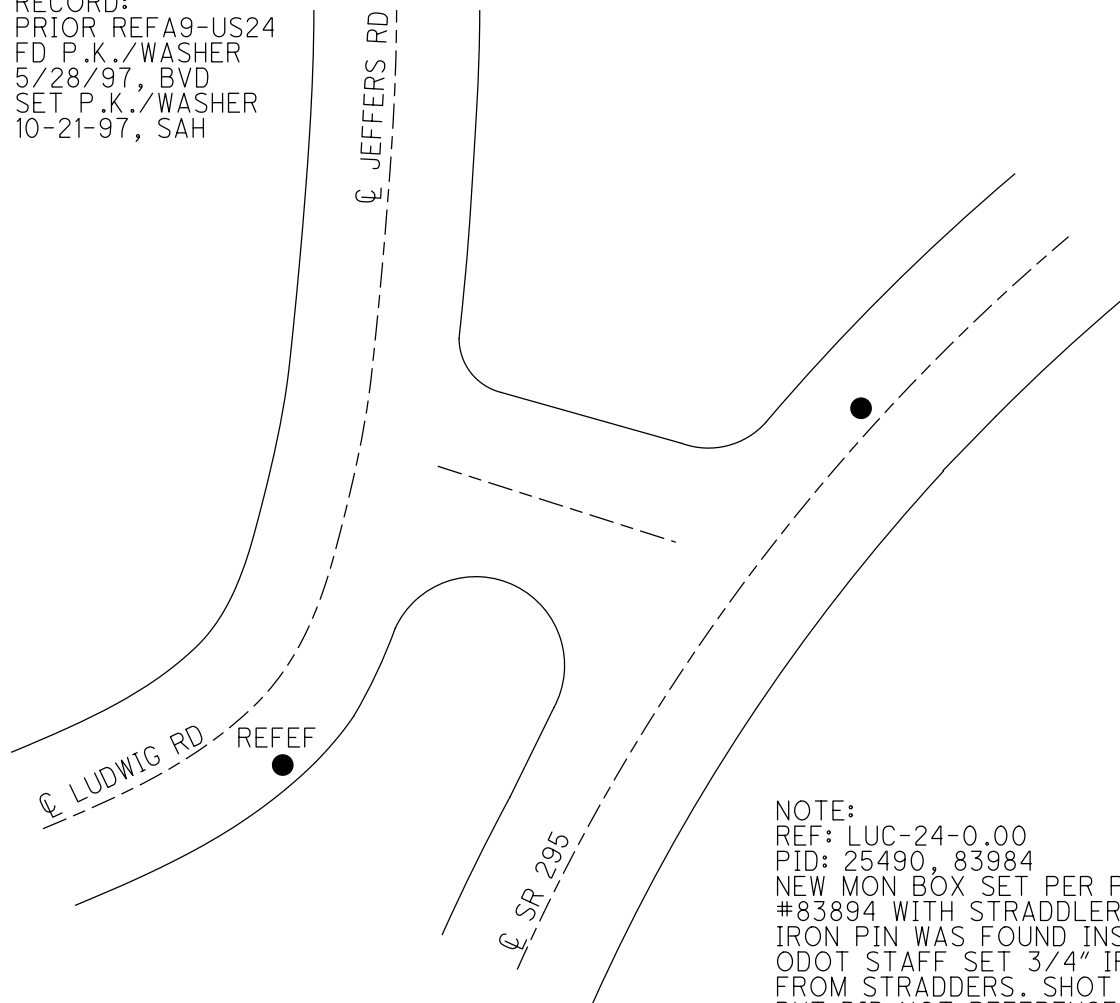 RECORD:
PRIOR REFA9-US24
FD P.K./WASHER
5/28/97, BVD
SET P.K./WASHER
10-21-97, SAH
℄ JEFFERS RD
REFEF
℄ LUDWIG RD
℄ SR 295
NOTE:
REF: LUC-24-0.00
PID: 25490, 83984
NEW MON BOX SET PER
#83894 WITH STRADDLER
IRON PIN WAS FOUND
ODOT STAFF SET 3/4"
FROM STRADDERS. SHOT